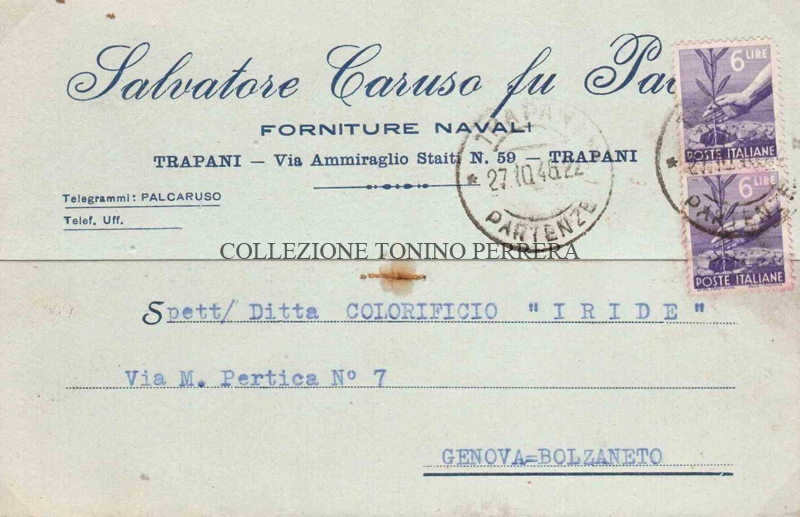 Salvatore Caruso fu
FORNITURE NAVALI
TRAPANI — Via Ammiraglio Staiti N. 59 — TRAPANI
Telegrammi: PALCARUSO
Telef. Uff.
6 LIRE
POSTE ITALIANE
6 LIRE
POSTE ITALIANE
TRAPANI
27.10.46.22
PARTENZE
PARTENZE
COLLEZIONE TONINO PERRERA
Spett/ Ditta COLORIFICIO "IRIDE"
Via M. Pertica N° 7
GENOVA=BOLZANETO